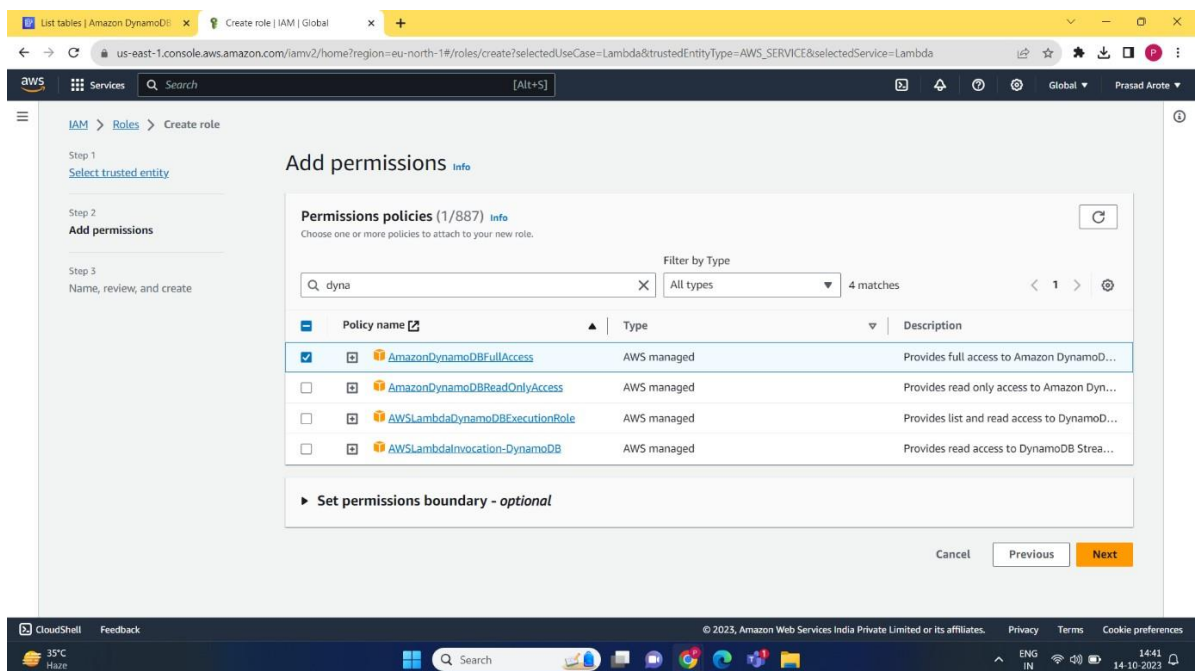 List tables | Amazon DynamoDB
Create role | IAM | Global
us-east-1.console.aws.amazon.com/iamv2/home?region=eu-north-1#/roles/create?selectedUseCase=Lambda&trustedEntityType=AWS_SERVICE&selectedService=Lambda
P
aws
Services
Search
[Alt+S]
Global
Prasad Arote
IAM > Roles > Create role
Step 1
Select trusted entity
Step 2
Add permissions
Step 3
Name, review, and create
Add permissions Info
Permissions policies (1/887) Info
Choose one or more policies to attach to your new role.
Filter by Type
dyna
All types
4 matches
1
Policy name
Type
Description
AmazonDynamoDBFullAccess
AWS managed
Provides full access to Amazon DynamoD...
AmazonDynamoDBReadOnlyAccess
AWS managed
Provides read only access to Amazon Dyn...
AWSLambdaDynamoDBExecutionRole
AWS managed
Provides list and read access to DynamoD...
AWSLambdaInvocation-DynamoDB
AWS managed
Provides read access to DynamoDB Strea...
Set permissions boundary - optional
Cancel
Previous
Next
CloudShell
Feedback
© 2023, Amazon Web Services India Private Limited or its affiliates.
Privacy
Terms
Cookie preferences
35°C
Haze
Search
ENG
IN
14:41
14-10-2023